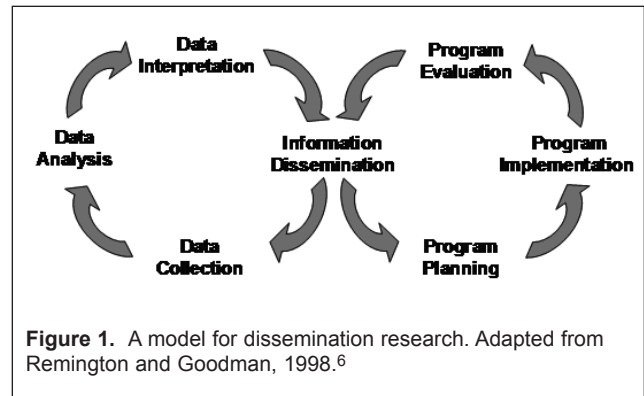 Data
Interpretation
Program
Evaluation
Data
Analysis
Information
Dissemination
Program
Implementation
Data
Collection
Program
Planning
Figure 1. A model for dissemination research. Adapted from
Remington and Goodman, 1998.6